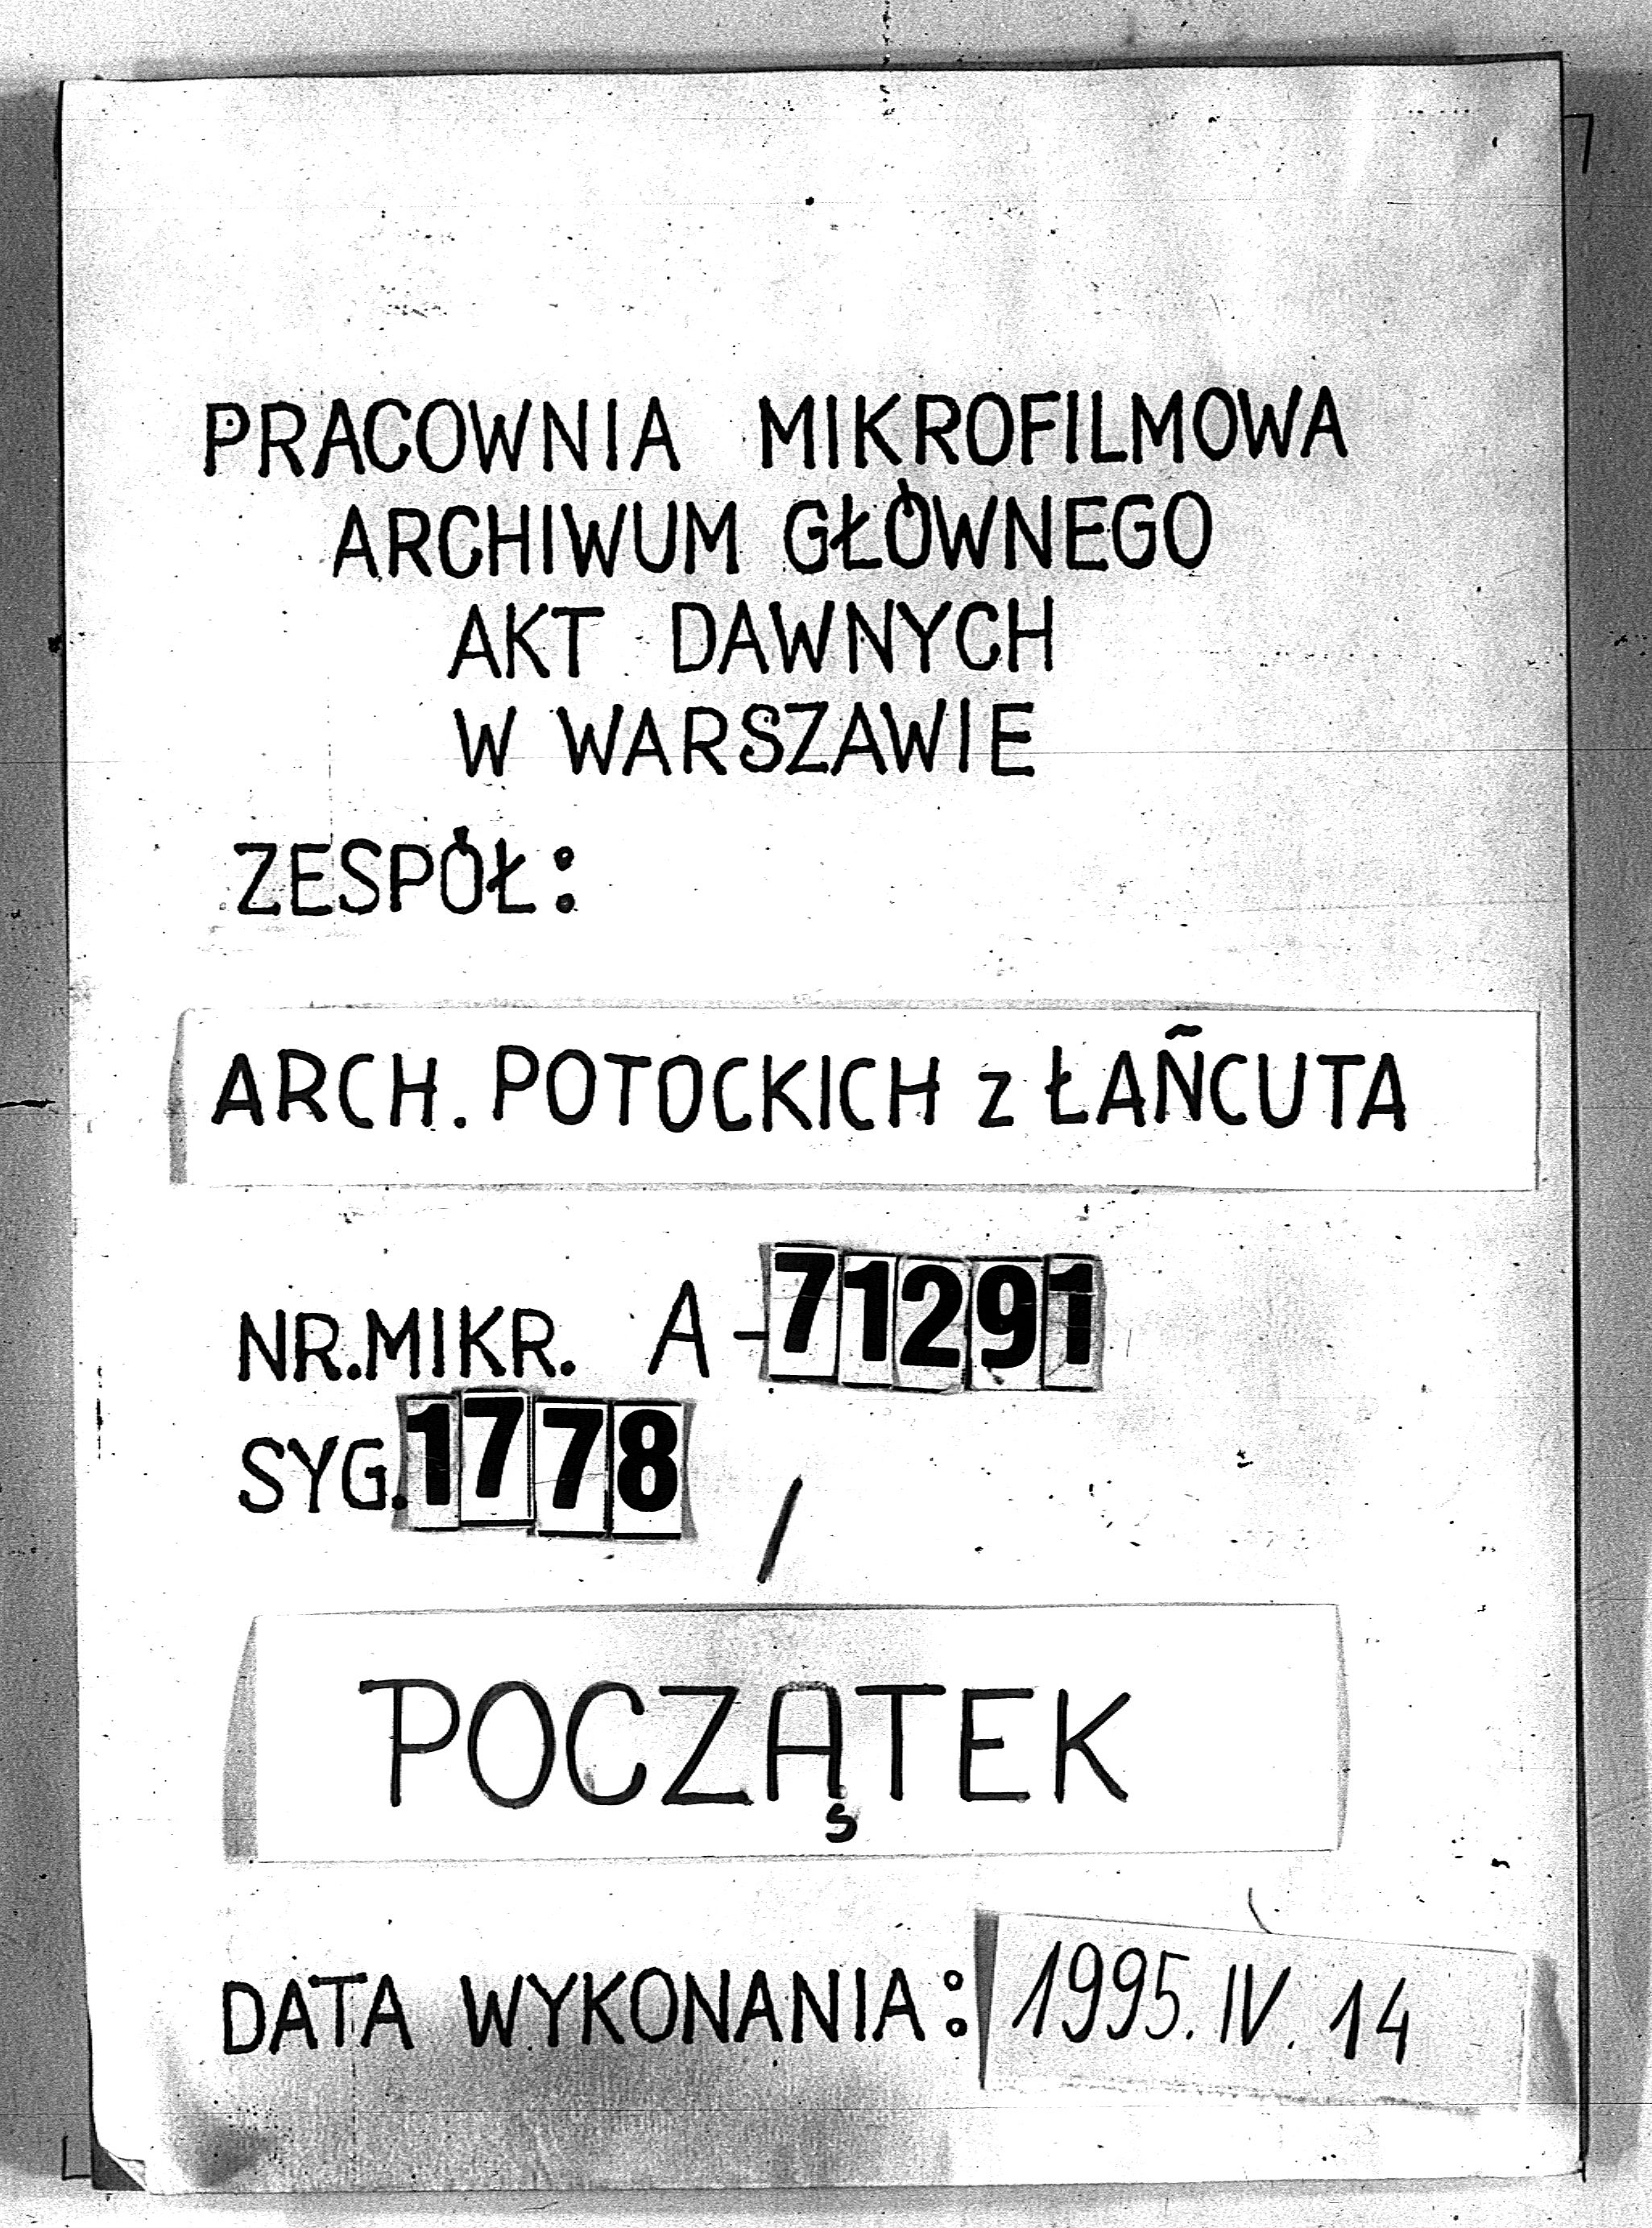 PRACOWNIA MIKROFILMOWA
ARCHIWUM GŁÓWNEGO
AKT DAWNYCH
W WARSZAWIE
ZESPÓŁ:
ARCH. POTOCKICH z ŁAÑCUTA
NR.MIKR. A-71291
SYG.1778 /
POCZĄTEK
DATA WYKONANIA: 1995.IV.14